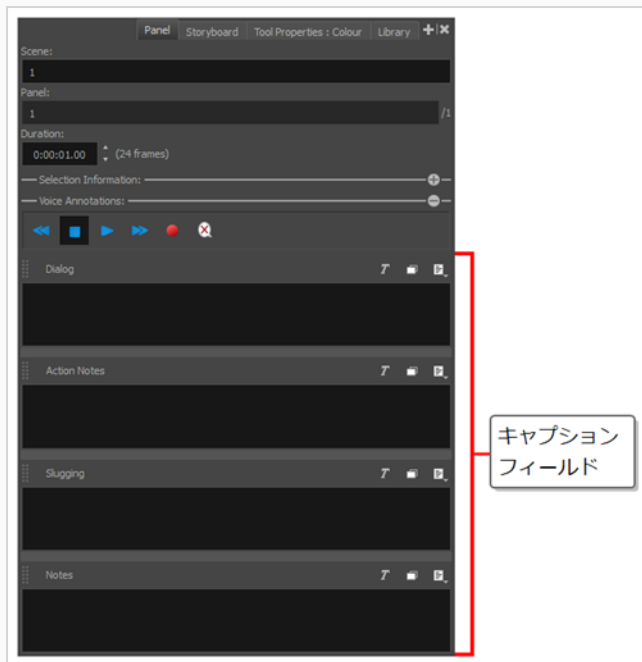 Panel Storyboard Tool Properties : Colour Library
Scene:
1
Panel:
1 /1
Duration:
0:00:01.00 (24 frames)
Selection Information:
Voice Annotations:
Dialog
Action Notes
Slugging
Notes
キャプション
フィールド